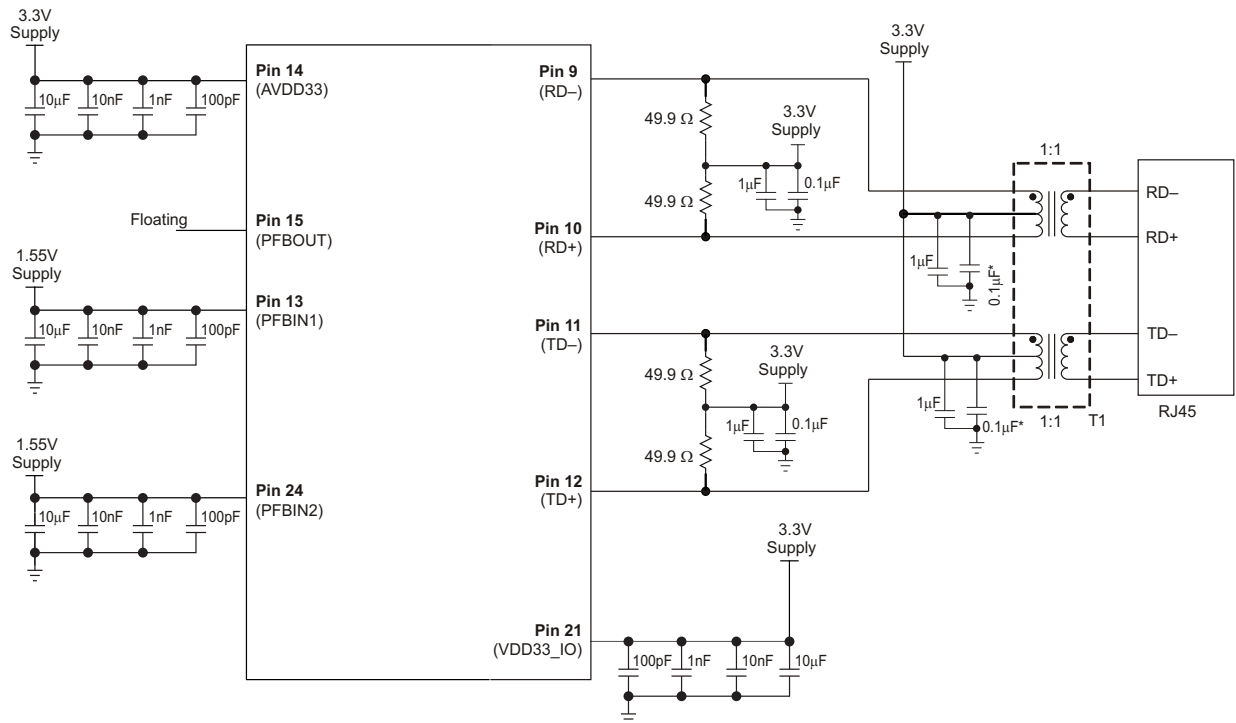 3.3V
Supply
10μF
10nF
1nF
100pF
Pin 14
(AVDD33)
Floating
Pin 15
(PFBOUT)
1.55V
Supply
10μF
10nF
1nF
100pF
Pin 13
(PFBIN1)
1.55V
Supply
10μF
10nF
1nF
100pF
Pin 24
(PFBIN2)
Pin 9
(RD–)
49.9 Ω
3.3V
Supply
1μF
0.1μF
49.9 Ω
Pin 10
(RD+)
Pin 11
(TD–)
49.9 Ω
3.3V
Supply
1μF
0.1μF
49.9 Ω
Pin 12
(TD+)
3.3V
Supply
Pin 21
(VDD33_IO)
100pF
1nF
10nF
10μF
3.3V
Supply
1μF
0.1μF*
1μF
0.1μF*
1:1
1:1
T1
RD–
RD+
TD–
TD+
RJ45